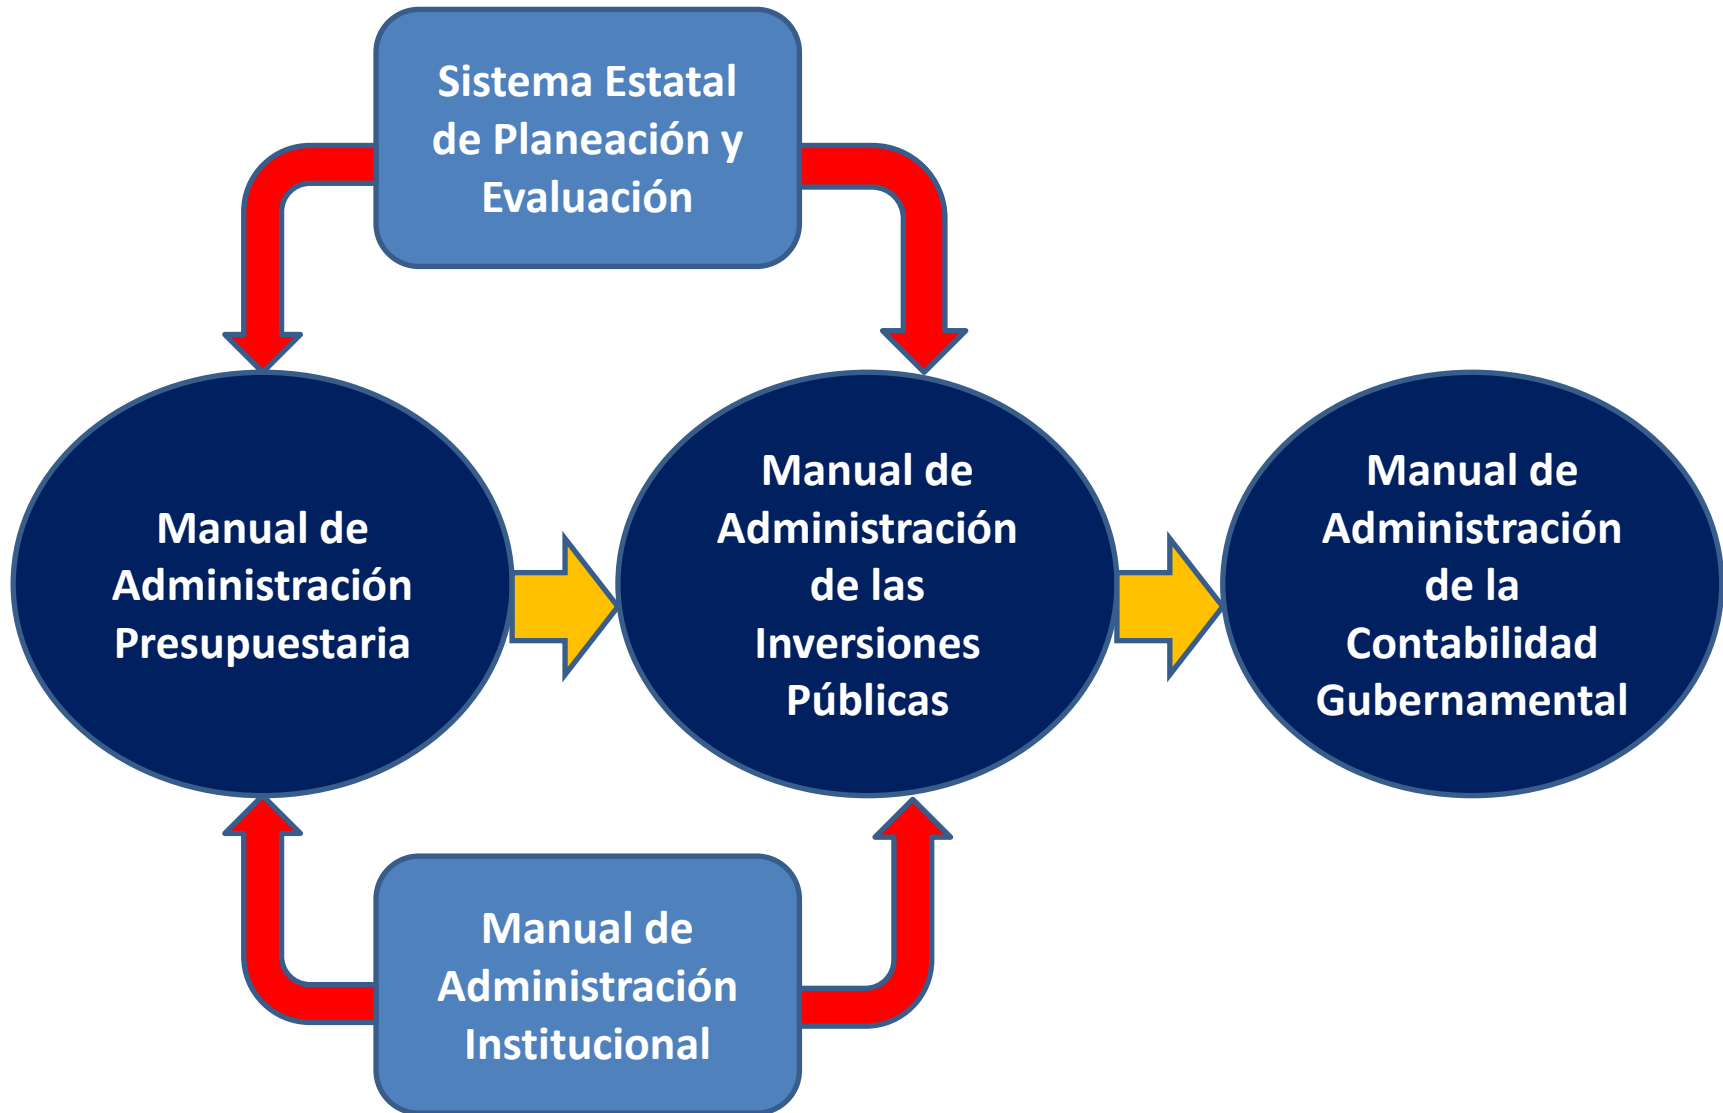 Sistema Estatal
de Planeación y
Evaluación
Manual de
Administración
Presupuestaria
Manual de
Administración
de las
Inversiones
Públicas
Manual de
Administración
de la
Contabilidad
Gubernamental
Manual de
Administración
Institucional